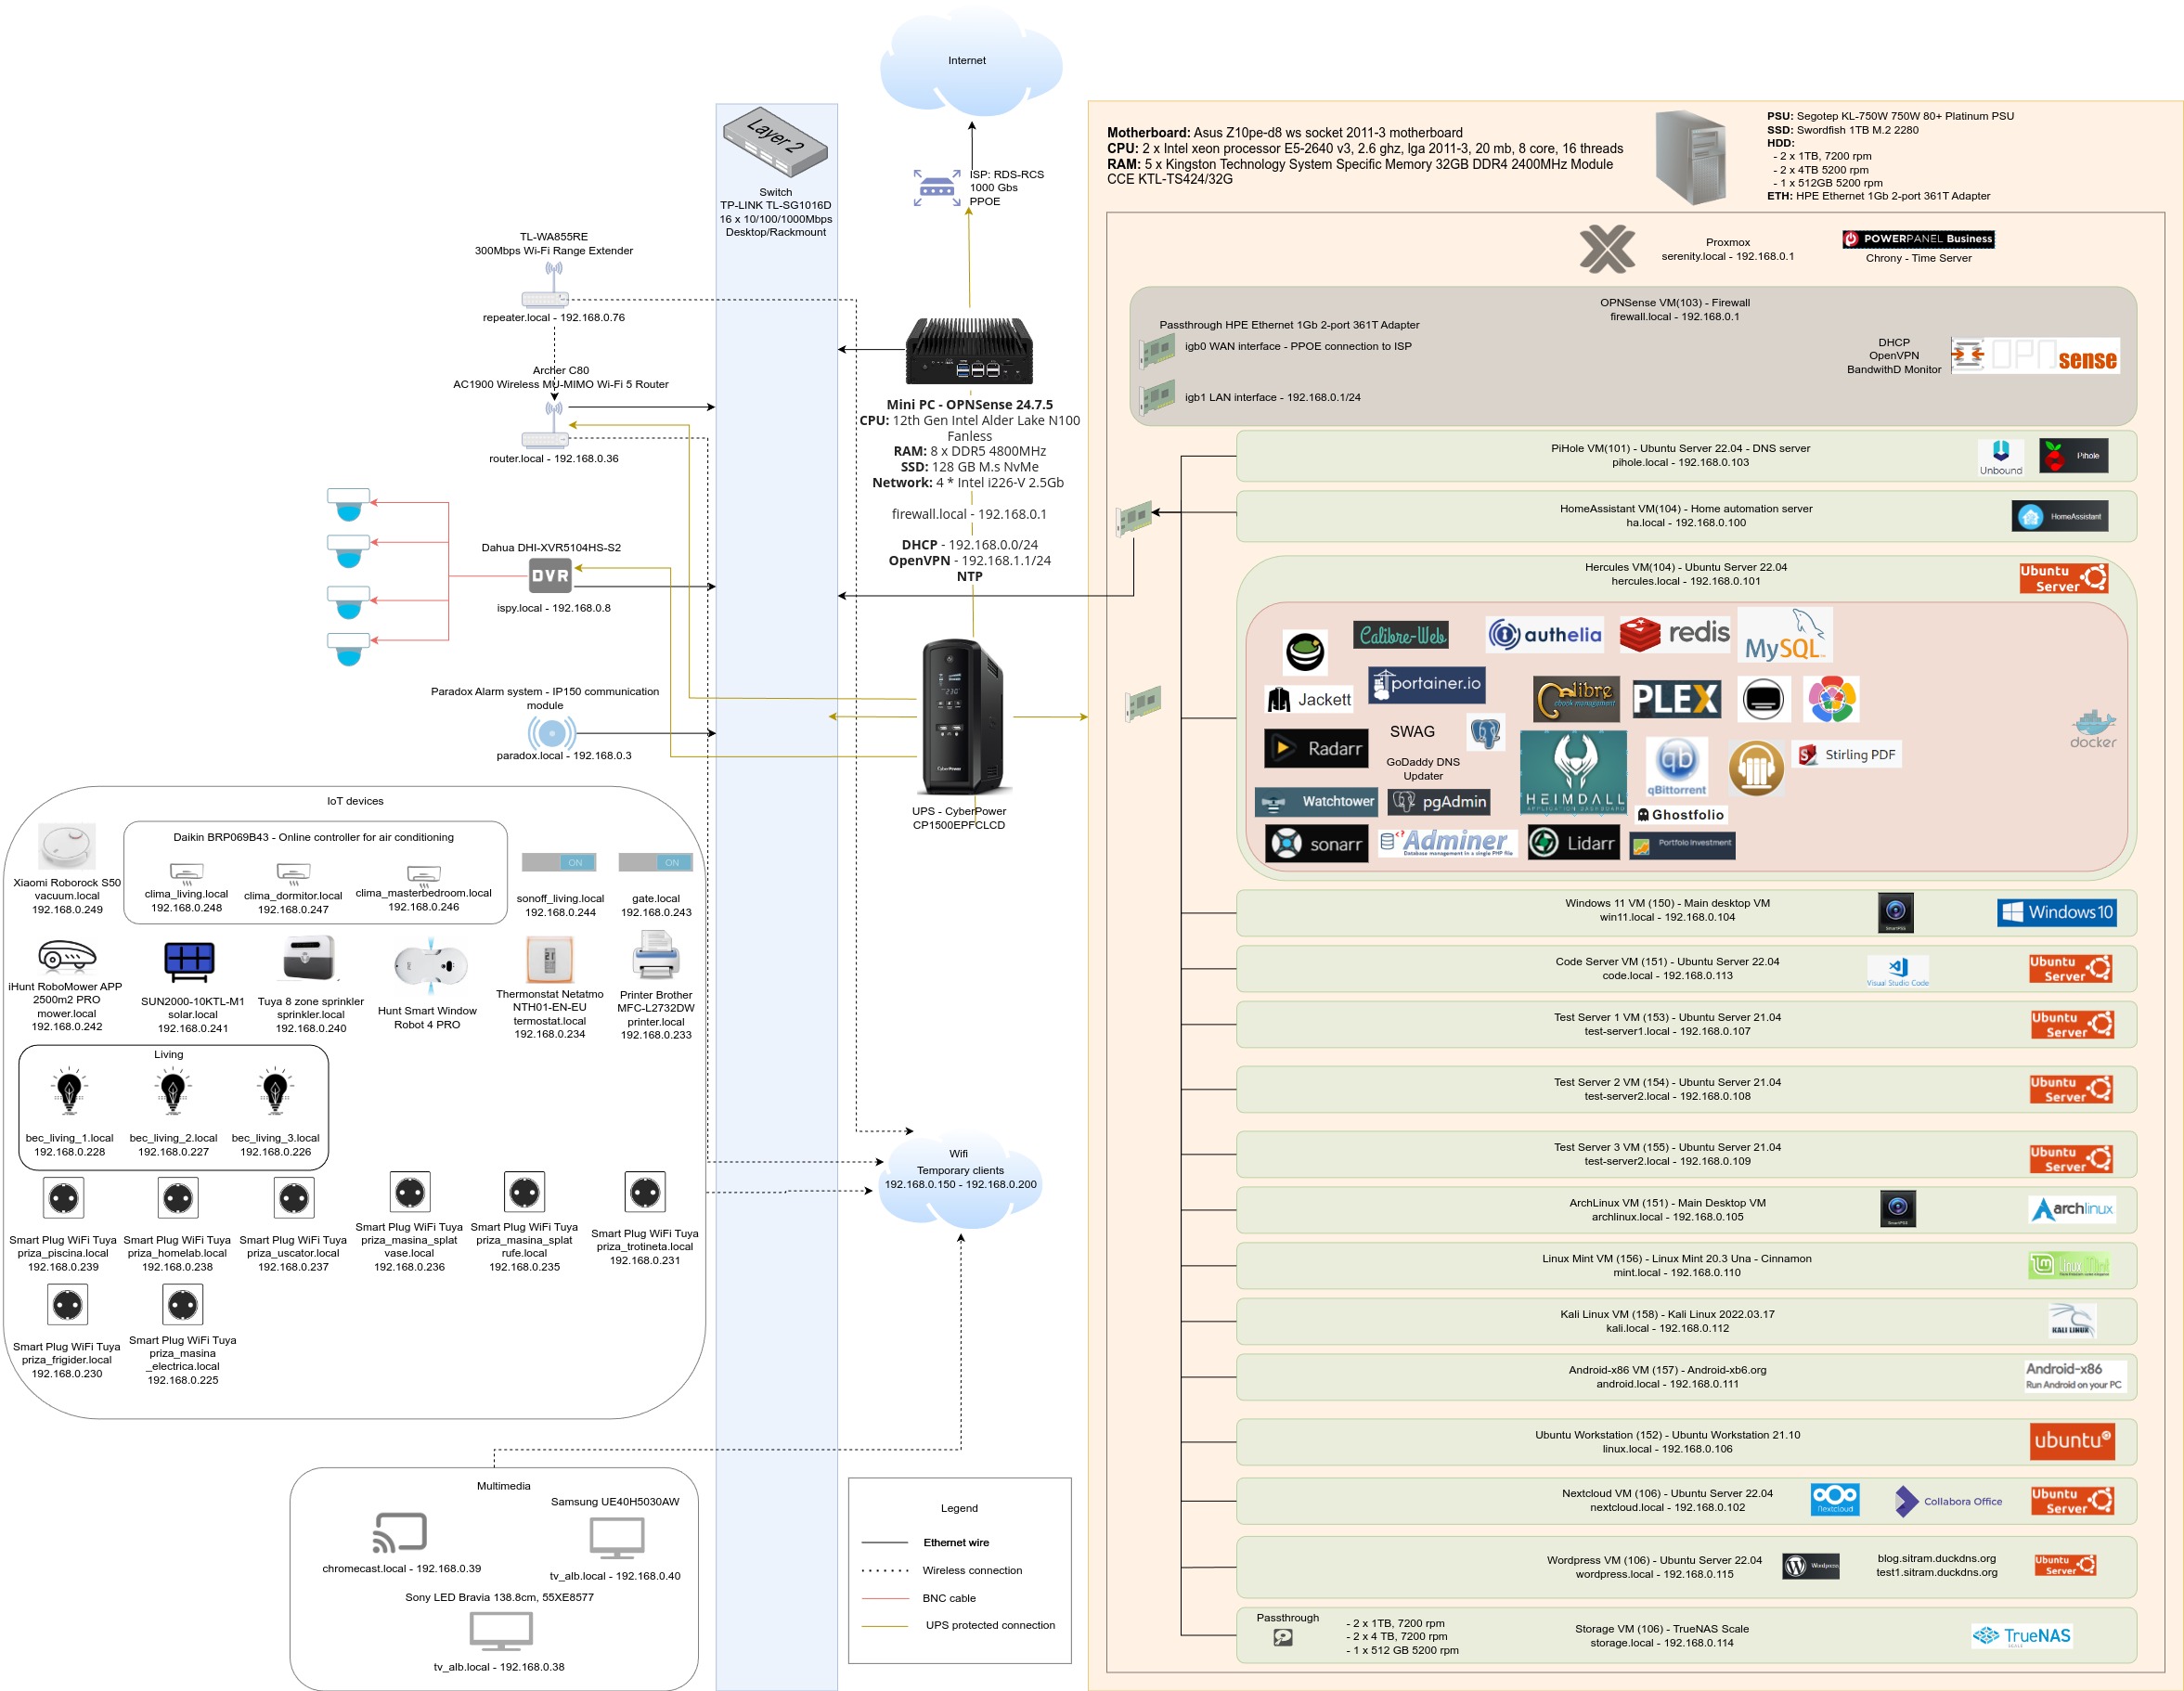 Internet
ISP: RDS-RCS
1000 Gbs
PPOE
Layer 2
Switch
TP-LINK TL-SG1016D
16 x 10/100/1000Mbps
Desktop/Rackmount
TL-WA855RE
300Mbps Wi-Fi Range Extender
repeater.local - 192.168.0.76
Archer C80
AC1900 Wireless MU-MIMO Wi-Fi 5 Router
router.local - 192.168.0.36
Dahua DHI-XVR5104HS-S2
DVR
ispy.local - 192.168.0.8
Paradox Alarm system - IP150 communication
module
paradox.local - 192.168.0.3
Mini PC - OPNSense 24.7.5
CPU: 12th Gen Intel Alder Lake N100
Fanless
RAM: 8 x DDR5 4800MHz
SSD: 128 GB M.s NvMe
Network: 4 * Intel i226-V 2.5Gb
firewall.local - 192.168.0.1
DHCP - 192.168.0.0/24
OpenVPN - 192.168.1.1/24
NTP
UPS - CyberPower
CP1500EPFCLCD
IoT devices
Xiaomi Roborock S50
vacuum.local
192.168.0.249
Daikin BRP069B43 - Online controller for air conditioning
clima_living.local
192.168.0.248
clima_dormitor.local
192.168.0.247
clima_masterbedroom.local
192.168.0.246
ON
sonoff_living.local
192.168.0.244
ON
gate.local
192.168.0.243
iHunt RoboMower APP
2500m2 PRO
mower.local
192.168.0.242
SUN2000-10KTL-M1
solar.local
192.168.0.241
Tuya 8 zone sprinkler
sprinkler.local
192.168.0.240
Hunt Smart Window
Robot 4 PRO
Thermostat Netatmo
NTH01-EN-EU
termostat.local
192.168.0.234
Printer Brother
MFC-L2732DW
printer.local
192.168.0.233
Living
bec_living_1.local
192.168.0.228
bec_living_2.local
192.168.0.227
bec_living_3.local
192.168.0.226
Smart Plug WiFi Tuya
priza_piscina.local
192.168.0.239
Smart Plug WiFi Tuya
priza_homelab.local
192.168.0.238
Smart Plug WiFi Tuya
priza_uscator.local
192.168.0.237
Smart Plug WiFi Tuya
priza_masina_splat
vase.local
192.168.0.236
Smart Plug WiFi Tuya
priza_masina_splat
rufe.local
192.168.0.235
Smart Plug WiFi Tuya
priza_trotineta.local
192.168.0.231
Smart Plug WiFi Tuya
priza_frigider.local
192.168.0.230
Smart Plug WiFi Tuya
priza_masina
_electrica.local
192.168.0.225
Wifi
Temporary clients
192.168.0.150 - 192.168.0.200
Multimedia
Samsung UE40H5030AW
chromecast.local - 192.168.0.39
tv_alb.local - 192.168.0.40
Sony LED Bravia 138.8cm, 55XE8577
tv_alb.local - 192.168.0.38
Legend
Ethernet wire
Wireless connection
BNC cable
UPS protected connection
Motherboard: Asus Z10pe-d8 ws socket 2011-3 motherboard
CPU: 2 x Intel xeon processor E5-2640 v3, 2.6 ghz, lga 2011-3, 20 mb, 8 core, 16 threads
RAM: 5 x Kingston Technology System Specific Memory 32GB DDR4 2400MHz Module
CCE KTL-TS424/32G
PSU: Segotep KL-750W 750W 80+ Platinum PSU
SSD: Swordfish 1TB M.2 2280
HDD:
- 2 x 1TB, 7200 rpm
- 2 x 4TB 5200 rpm
- 1 x 512GB 5200 rpm
ETH: HPE Ethernet 1Gb 2-port 361T Adapter
Proxmox
serenity.local - 192.168.0.1
POWERPANEL Business
Chrony - Time Server
OPNSense VM(103) - Firewall
firewall.local - 192.168.0.1
Passthrough HPE Ethernet 1Gb 2-port 361T Adapter
igb0 WAN interface - PPOE connection to ISP
igb1 LAN interface - 192.168.0.1/24
DHCP
OpenVPN
BandwithD Monitor
OPNsense
PiHole VM(101) - Ubuntu Server 22.04 - DNS server
pihole.local - 192.168.0.103
Unbound
Pihole
HomeAssistant VM(104) - Home automation server
ha.local - 192.168.0.100
HomeAssistant
Hercules VM(104) - Ubuntu Server 22.04
hercules.local - 192.168.0.101
Ubuntu
Server
Calibre-Web
authelia
redis
MySQL
Jackett
portainer.io
Calibre
ebook management
PLEX
Radarr
SWAG
GoDaddy DNS
Updater
HEIMDALL
APPLICATION DASHBOARD
qb
qBittorrent
Stirling PDF
docker
Watchtower
pgAdmin
Ghostfolio
sonarr
Adminer
Database management in a single PHP file
Lidarr
Portfolio Investment
Windows 11 VM (150) - Main desktop VM
win11.local - 192.168.0.104
SmartPSS
Windows 10
Code Server VM (151) - Ubuntu Server 22.04
code.local - 192.168.0.113
Visual Studio Code
Ubuntu
Server
Test Server 1 VM (153) - Ubuntu Server 21.04
test-server1.local - 192.168.0.107
Ubuntu
Server
Test Server 2 VM (154) - Ubuntu Server 21.04
test-server2.local - 192.168.0.108
Ubuntu
Server
Test Server 3 VM (155) - Ubuntu Server 21.04
test-server2.local - 192.168.0.109
Ubuntu
Server
ArchLinux VM (151) - Main Desktop VM
archlinux.local - 192.168.0.105
SmartPSS
archlinux
Linux Mint VM (156) - Linux Mint 20.3 Una - Cinnamon
mint.local - 192.168.0.110
Linux Mint
Kali Linux VM (158) - Kali Linux 2022.03.17
kali.local - 192.168.0.112
KALI LINUX
Android-x86 VM (157) - Android-xb6.org
android.local - 192.168.0.111
Android-x86
Run Android on your PC
Ubuntu Workstation (152) - Ubuntu Workstation 21.10
linux.local - 192.168.0.106
ubuntu
Nextcloud VM (106) - Ubuntu Server 22.04
nextcloud.local - 192.168.0.102
nextcloud
Collabora Office
Ubuntu
Server
Wordpress VM (106) - Ubuntu Server 22.04
wordpress.local - 192.168.0.115
Wordpress
blog.sitram.duckdns.org
test1.sitram.duckdns.org
Ubuntu
Server
Passthrough
- 2 x 1TB, 7200 rpm
- 2 x 4 TB, 7200 rpm
- 1 x 512 GB 5200 rpm
Storage VM (106) - TrueNAS Scale
storage.local - 192.168.0.114
TrueNAS
SCALE